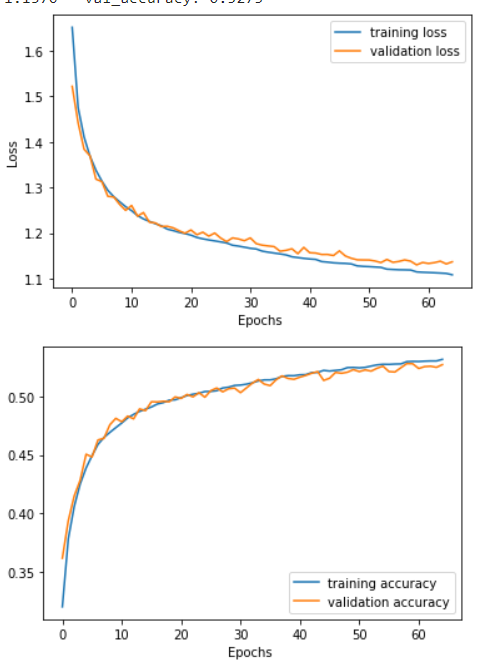 val_accuracy: 0.5275
training loss
validation loss
1.6
1.5
1.4
1.3
1.2
1.1
Loss
0 10 20 30 40 50 60
Epochs
0.50
0.45
0.40
0.35
training accuracy
validation accuracy
0 10 20 30 40 50 60
Epochs